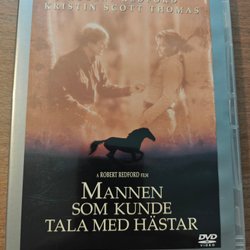 KRISTIN SCOTT THOMAS
A ROBERT REDFORD FILM
MANNEN
SOM KUNDE
TALA MED HÄSTAR
DVD
VIDEO